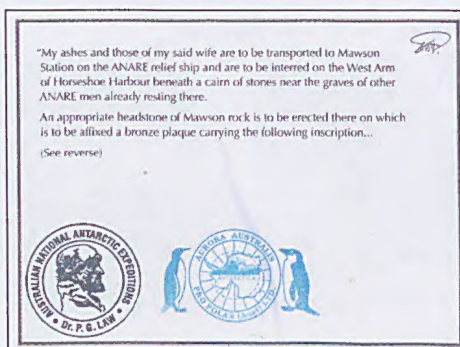 "My ashes and those of my said wife are to be transported to Mawson
Station on the ANARE relief ship and are to be interred on the West Arm
of Horseshoe Harbour beneath a cairn of stones near the graves of other
ANARE men already resting there.
An appropriate headstone of Mawson rock is to be erected there on which
is to be affixed a bronze plaque carrying the following inscription...
(See reverse)
AUSTRALIAN NATIONAL ANTARCTIC EXPEDITIONS
• Dr. P. G. LAW •
AURORA AUSTRALIS
PRO POLAR (Aust) LTD.